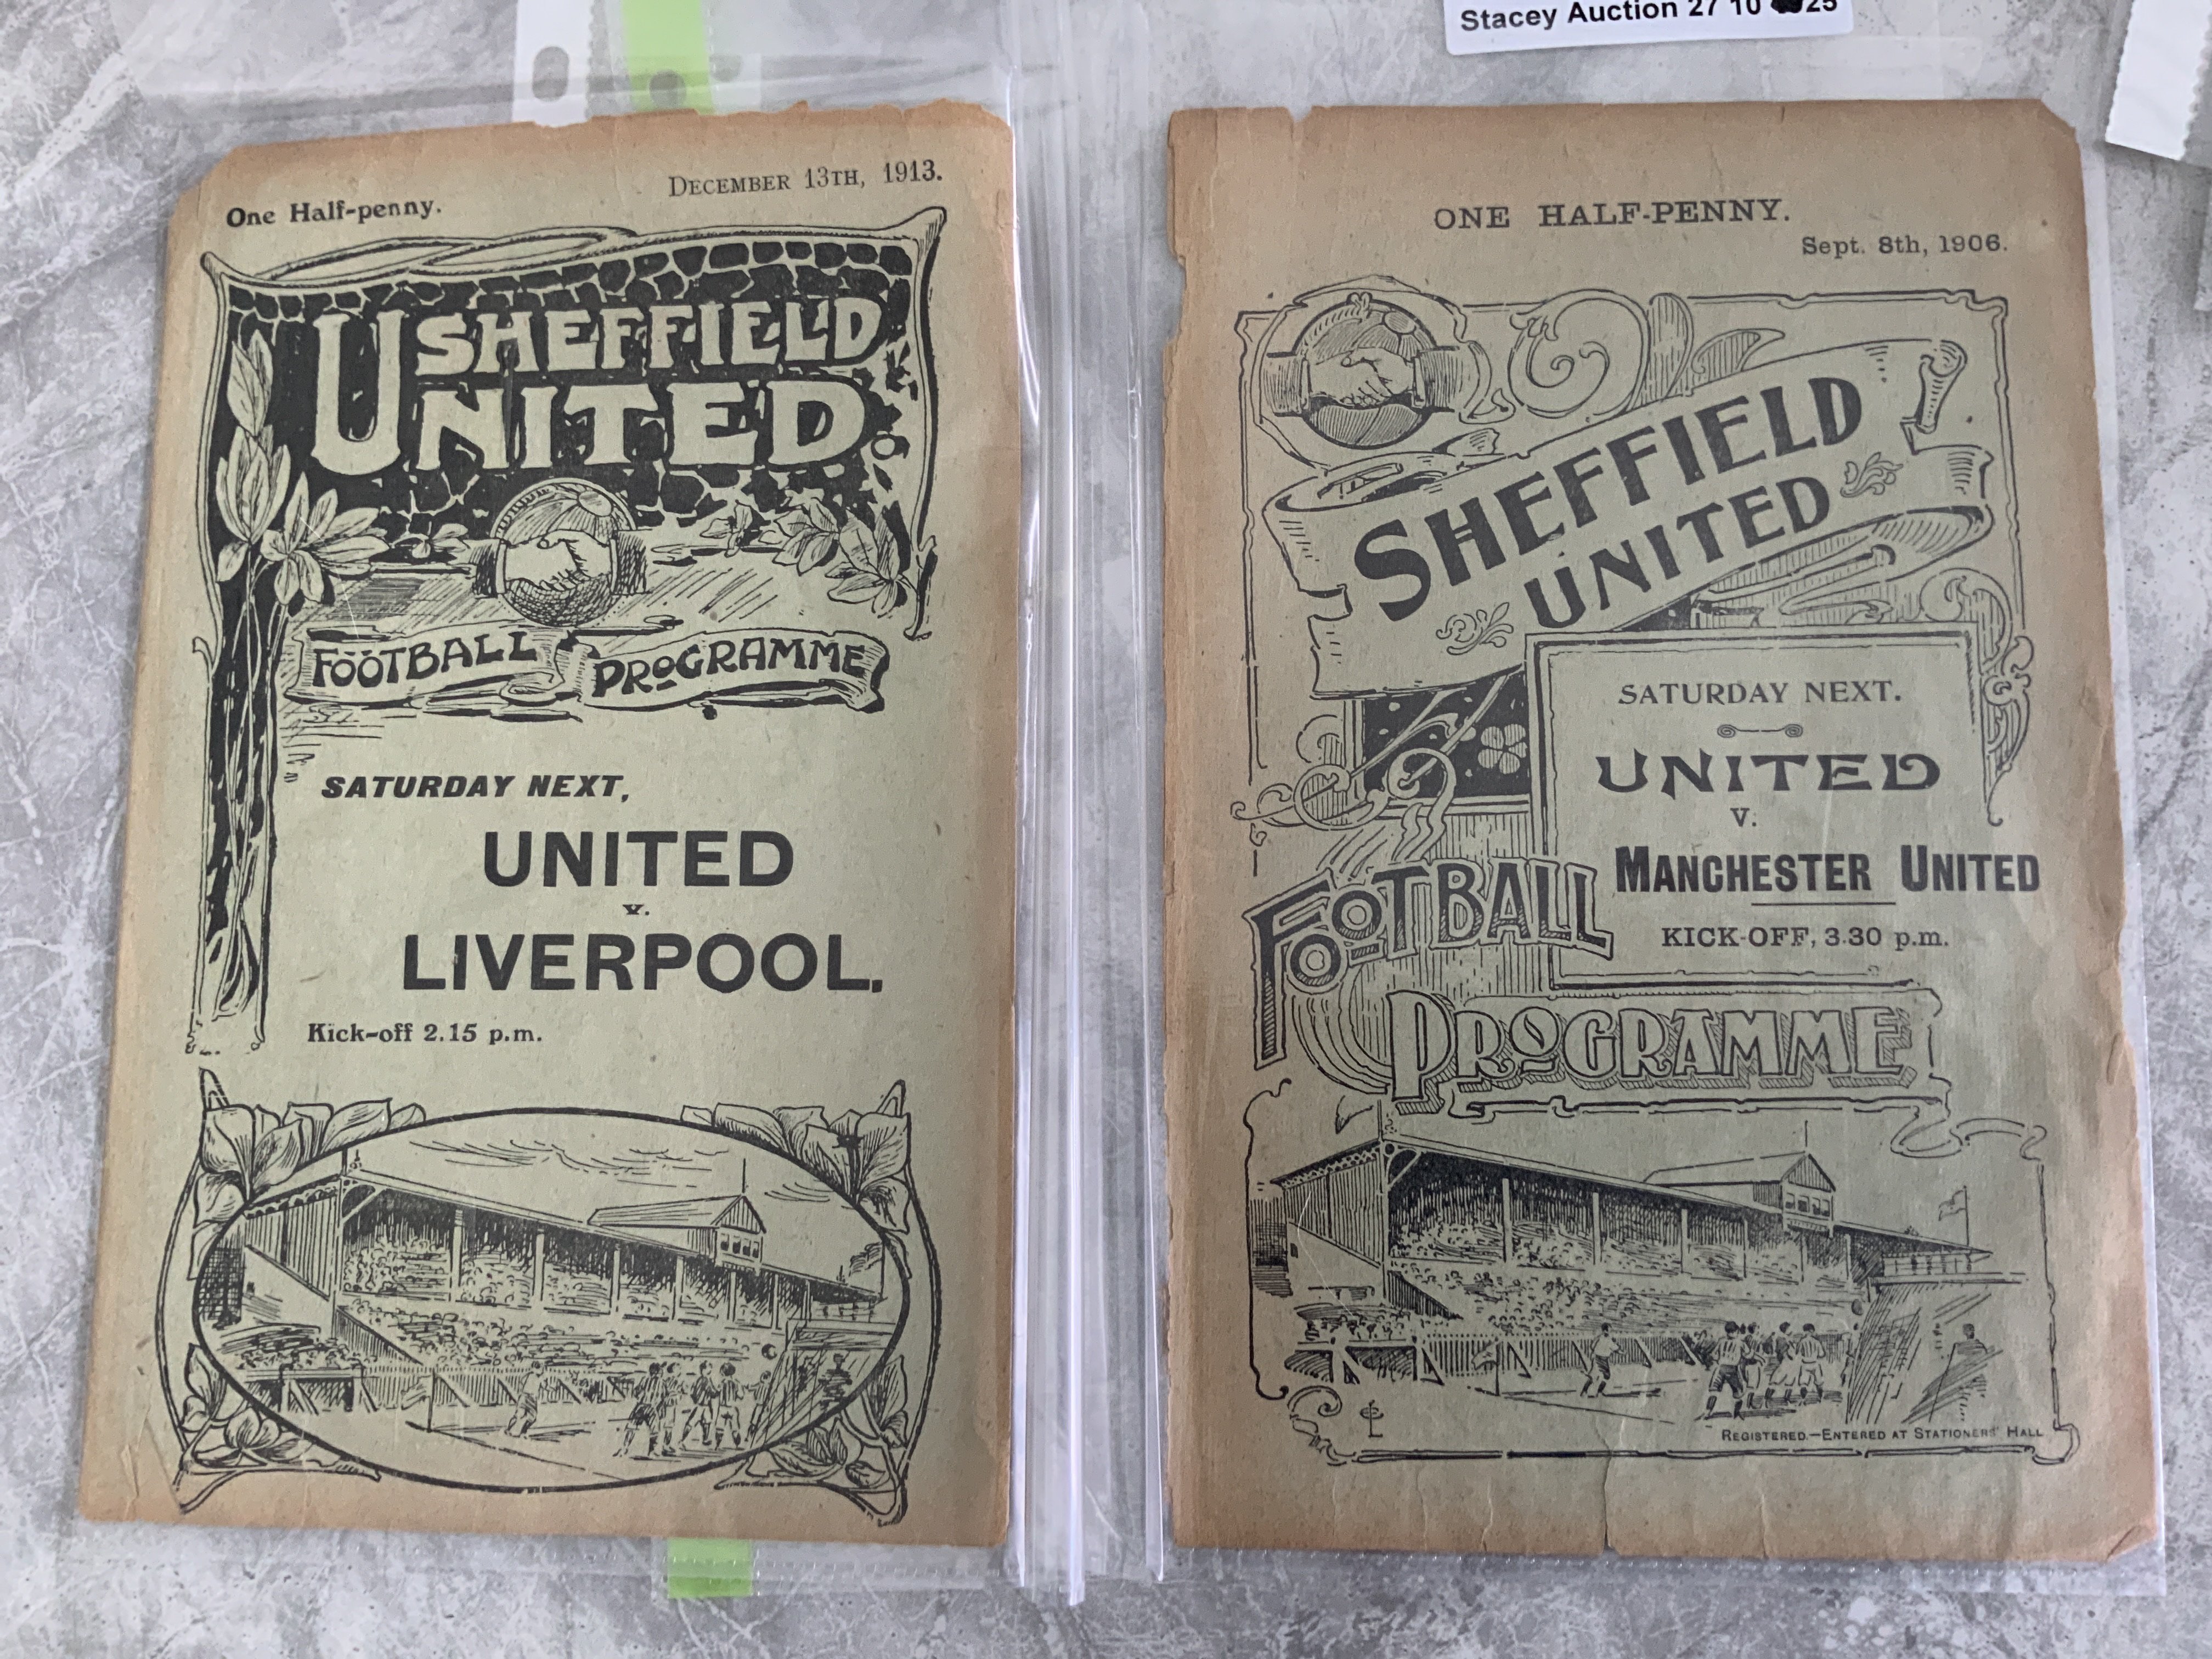 Stacey Auction 27 10 25
One Half-penny.
DECEMBER 13TH, 1913.
SHEFFIELD
UNITED
FOOTBALL PROGRAMME
SATURDAY NEXT,
UNITED
v.
LIVERPOOL.
Kick-off 2.15 p.m.
ONE HALF-PENNY.
Sept. 8th, 1906.
SHEFFIELD
UNITED
SATURDAY NEXT.
UNITED
V.
MANCHESTER UNITED
KICK-OFF, 3.30 p.m.
FOOTBALL
PROGRAMME
REGISTERED.—ENTERED AT STATIONERS' HALL